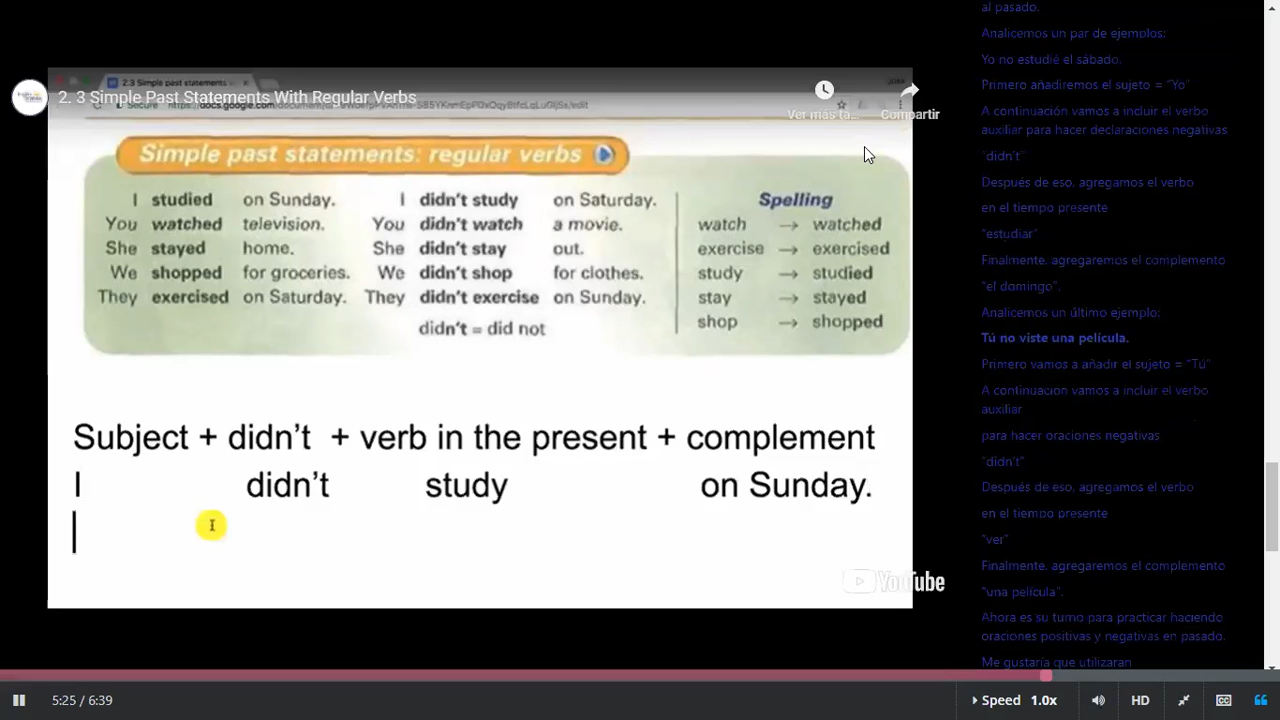 2.3 Simple past statements w
2. 3 Simple Past Statements With Regular Verbs
Ver más ta...
Compartir
Simple past statements: regular verbs
I studied on Sunday. I didn't study on Saturday.
You watched television. You didn't watch a movie.
She stayed home. She didn't stay out.
We shopped for groceries. We didn't shop for clothes.
They exercised on Saturday. They didn't exercise on Sunday.
didn't = did not
Spelling
watch → watched
exercise → exercised
study → studied
stay → stayed
shop → shopped
Subject + didn't + verb in the present + complement
I didn't study on Sunday.
YouTube
5:25 / 6:39
Speed 1.0x
HD
CC
al pasado.
Analicemos un par de ejemplos:
Yo no estudié el sábado.
Primero añadiremos el sujeto = "Yo"
A continuación vamos a incluir el verbo
auxiliar para hacer declaraciones negativas
"didn't"
Después de eso, agregamos el verbo
en el tiempo presente
"estudiar"
Finalmente, agregaremos el complemento
"el domingo".
Analicemos un último ejemplo:
Tú no viste una película.
Primero vamos a añadir el sujeto = "Tú"
A continuación vamos a incluir el verbo
auxiliar
para hacer oraciones negativas
"didn't"
Después de eso, agregamos el verbo
en el tiempo presente
"ver"
Finalmente, agregaremos el complemento
"una película".
Ahora es su turno para practicar haciendo
oraciones positivas y negativas en pasado.
Me gustaría que utilizaran